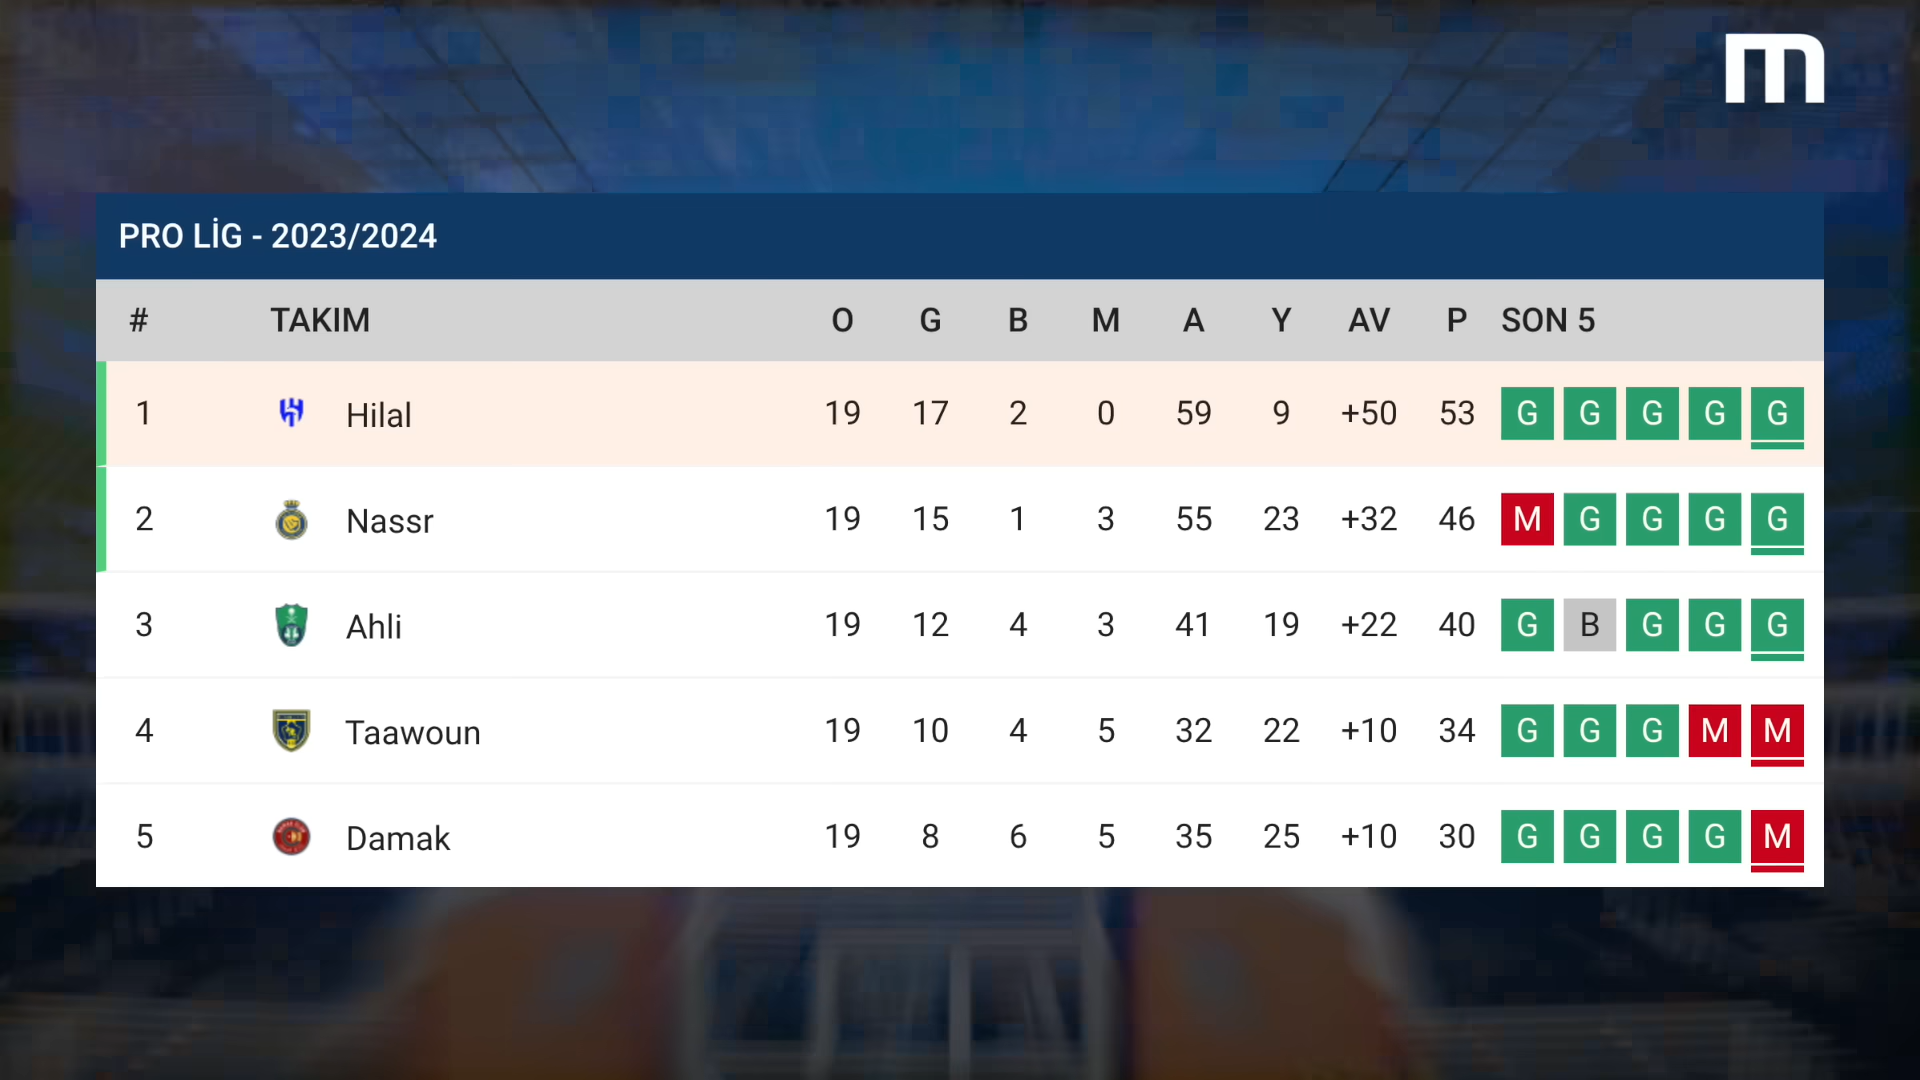 m
PRO LİG - 2023/2024
# TAKIM O G B M A Y AV P SON 5
1 Hilal 19 17 2 0 59 9 +50 53 G G G G G
2 Nassr 19 15 1 3 55 23 +32 46 M G G G G
3 Ahli 19 12 4 3 41 19 +22 40 G B G G G
4 Taawoun 19 10 4 5 32 22 +10 34 G G G M M
5 Damak 19 8 6 5 35 25 +10 30 G G G G M